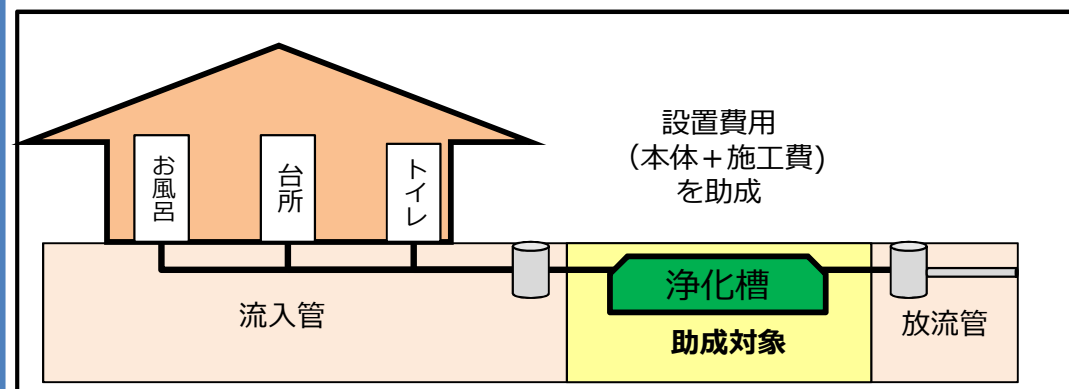 設置費用
（本体＋施工費)
を助成
お風呂
台所
トイレ
流入管
浄化槽
助成対象
放流管